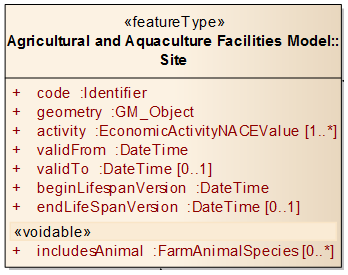 «featureType»
Agricultural and Aquaculture Facilities Model::
Site
+ code :Identifier
+ geometry :GM_Object
+ activity :EconomicActivityNACEValue [1..*]
+ validFrom :DateTime
+ validTo :DateTime [0..1]
+ beginLifespanVersion :DateTime
+ endLifeSpanVersion :DateTime [0..1]
«voidable»
+ includesAnimal :FarmAnimalSpecies [0..*]